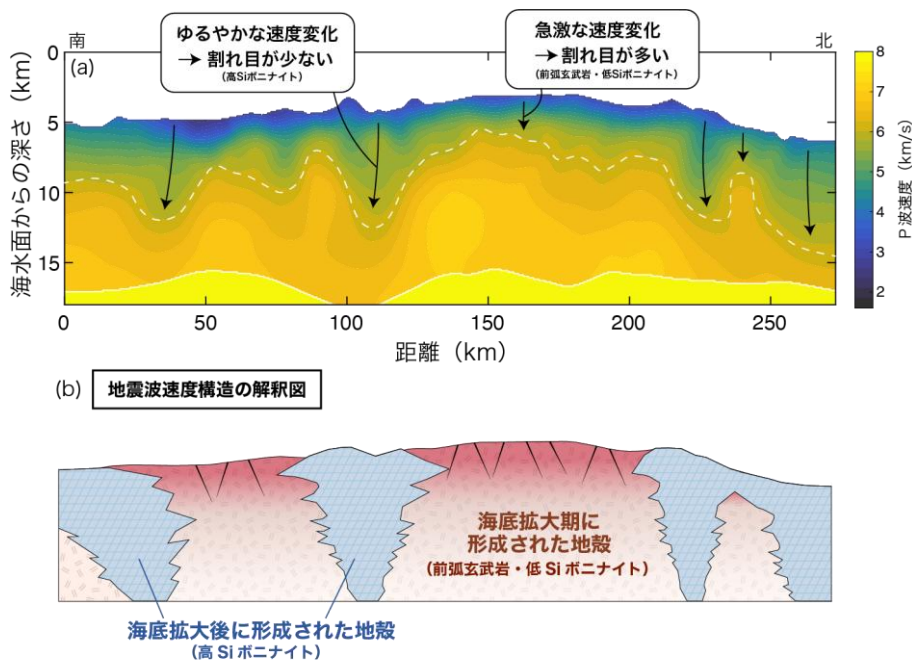 ゆるやかな速度変化
→ 割れ目が少ない
(高Siボニナイト)
急激な速度変化
→ 割れ目が多い
(前弧玄武岩・低Siボニナイト)
南
北
(a)
海水面からの深さ(km)
0
5
10
15
0
50
100
150
200
250
距離(km)
8
7
6
5
4
3
2
P波速度(km/s)
(b)
地震波速度構造の解釈図
海底拡大期に
形成された地殻
(前弧玄武岩・低 Si ボニナイト)
海底拡大後に形成された地殻
(高 Si ボニナイト)